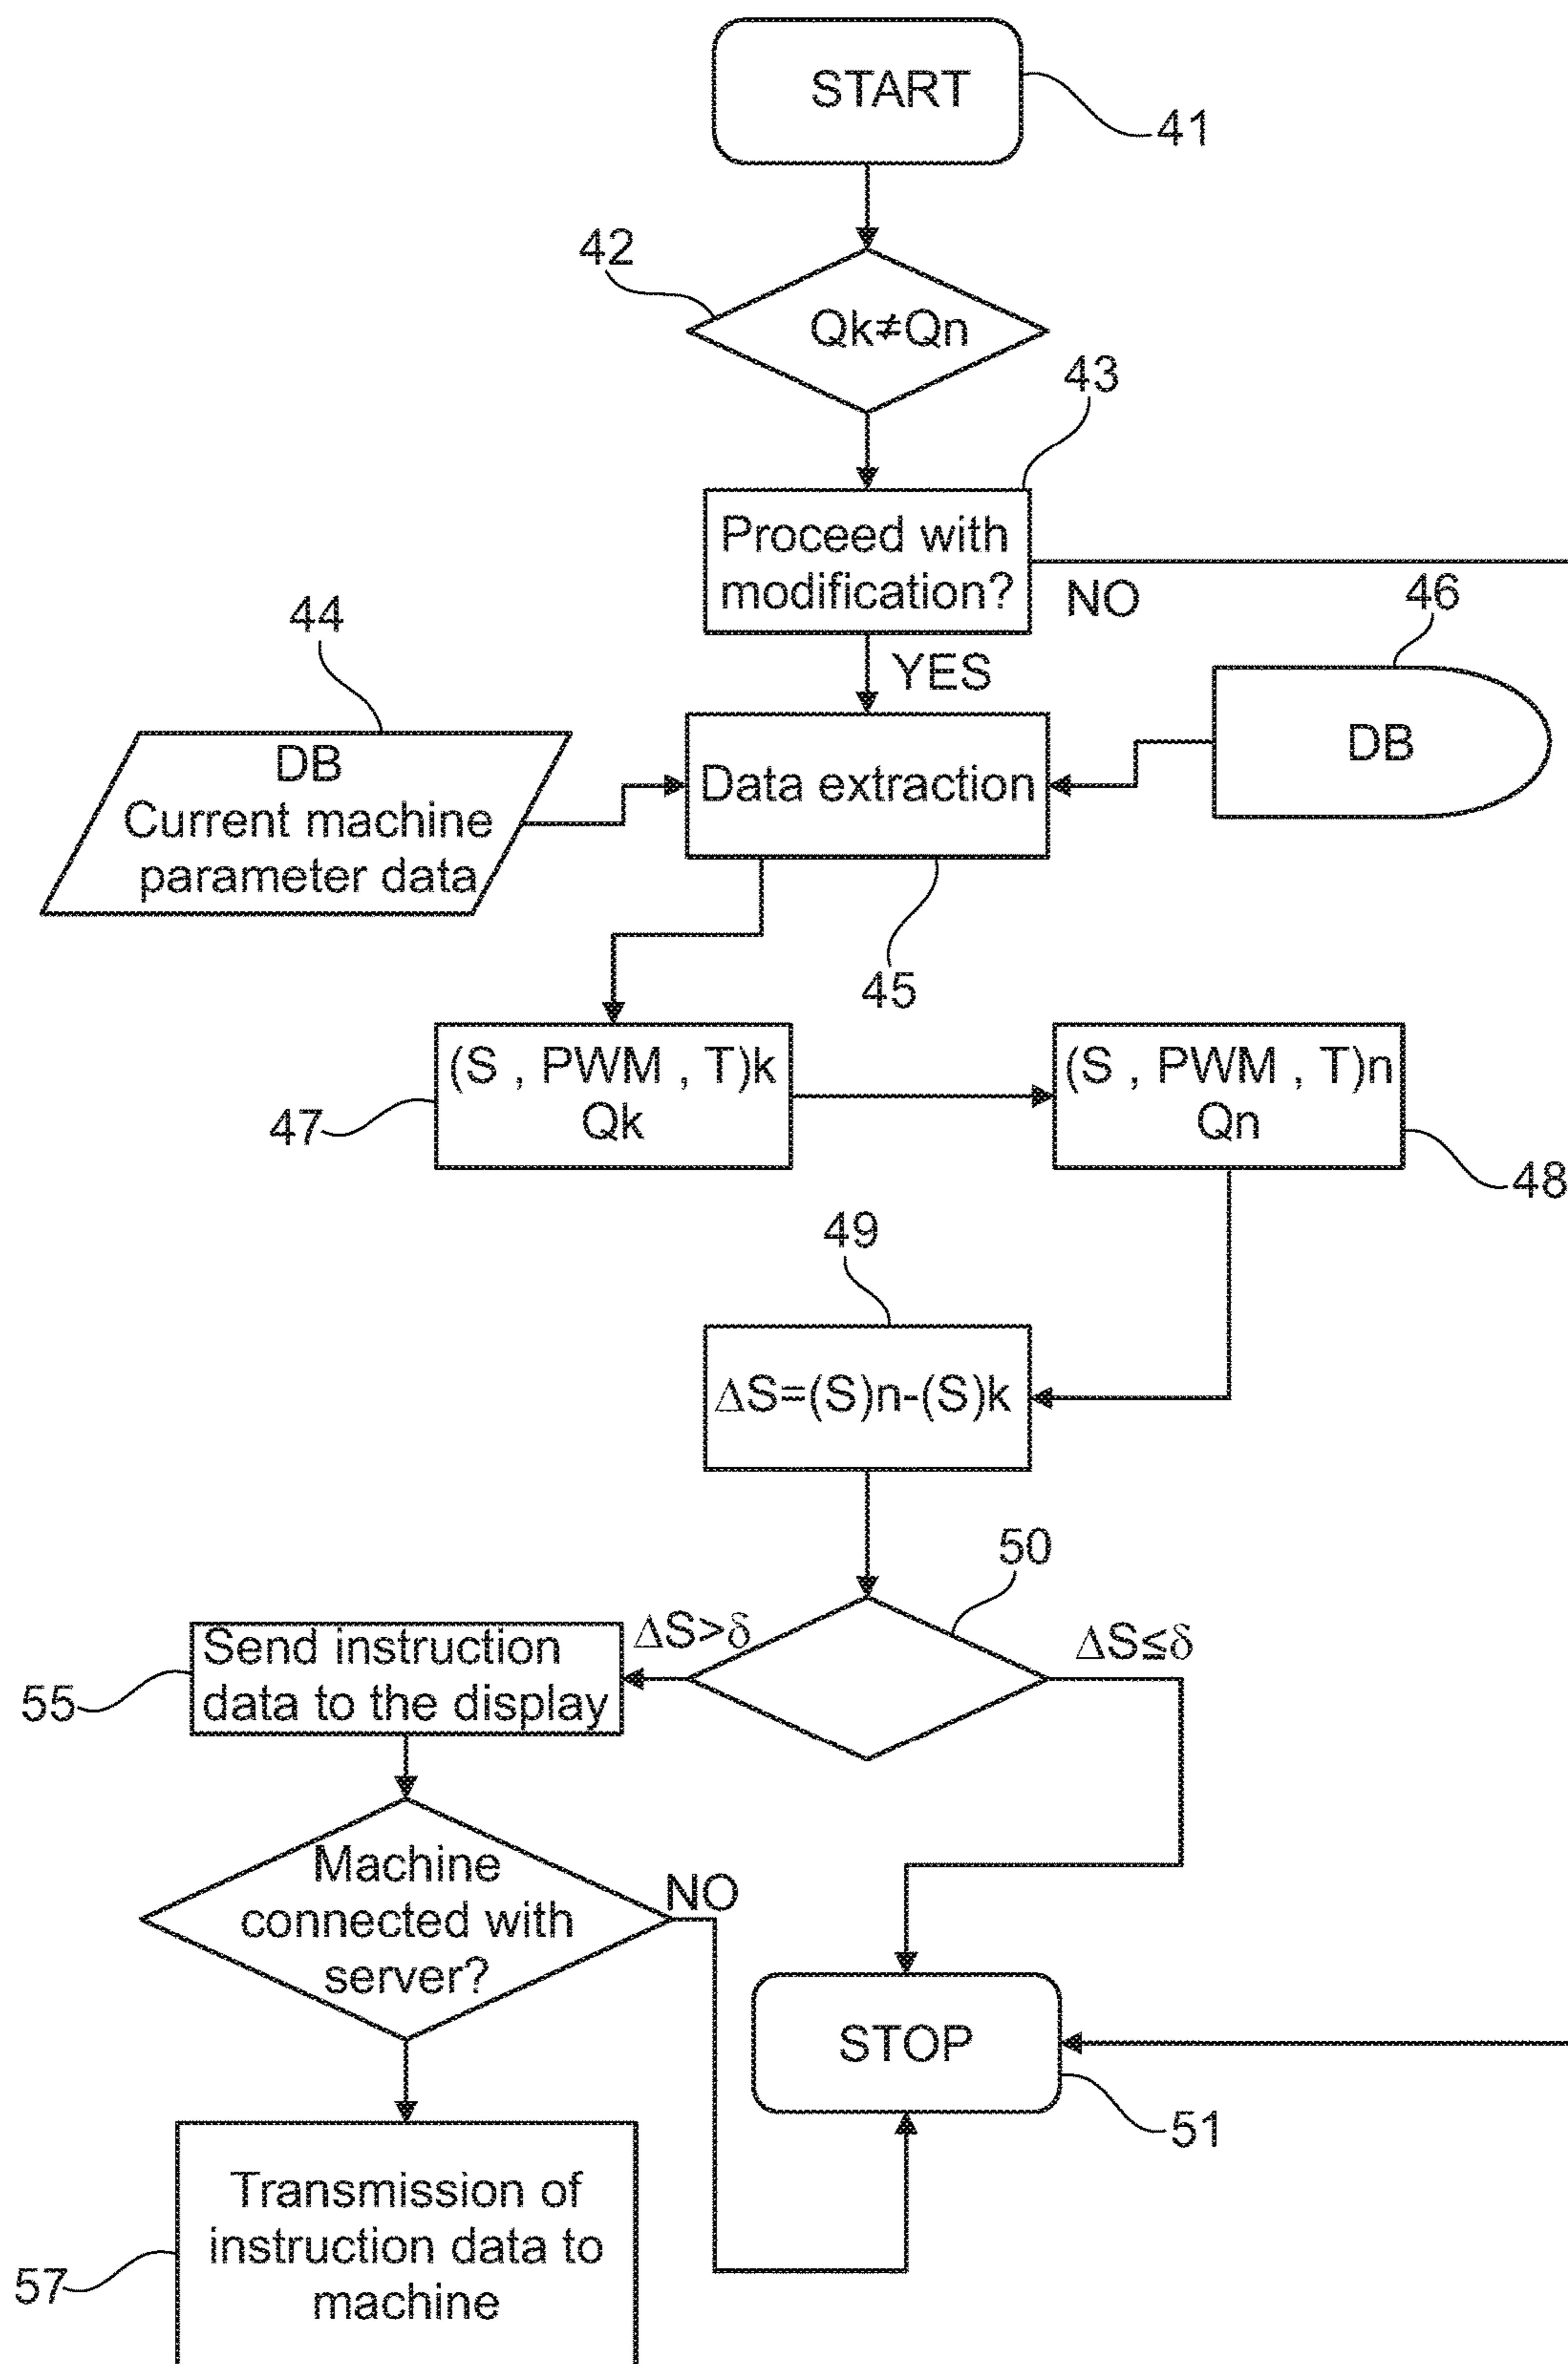 START
41
42
Qk≠Qn
43
Proceed with
modification?
NO
46
44
YES
DB
DB
Current machine
parameter data
Data extraction
45
(S , PWM , T)k
Qk
47
(S , PWM , T)n
Qn
48
49
ΔS=(S)n-(S)k
50
ΔS>δ
ΔS≦δ
Send instruction
data to the display
55
Machine
connected with
server?
NO
STOP
51
Transmission of
instruction data to
machine
57